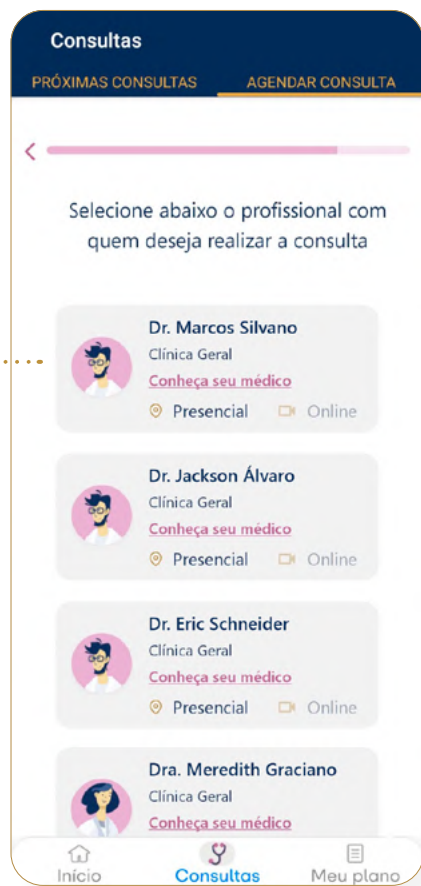 Consultas
PRÓXIMAS CONSULTAS AGENDAR CONSULTA
Selecione abaixo o profissional com
quem deseja realizar a consulta
Dr. Marcos Silvano
Clínica Geral
Conheça seu médico
Presencial Online
Dr. Jackson Álvaro
Clínica Geral
Conheça seu médico
Presencial Online
Dr. Eric Schneider
Clínica Geral
Conheça seu médico
Presencial Online
Dra. Meredith Graciano
Clínica Geral
Conheça seu médico
Início Consultas Meu plano